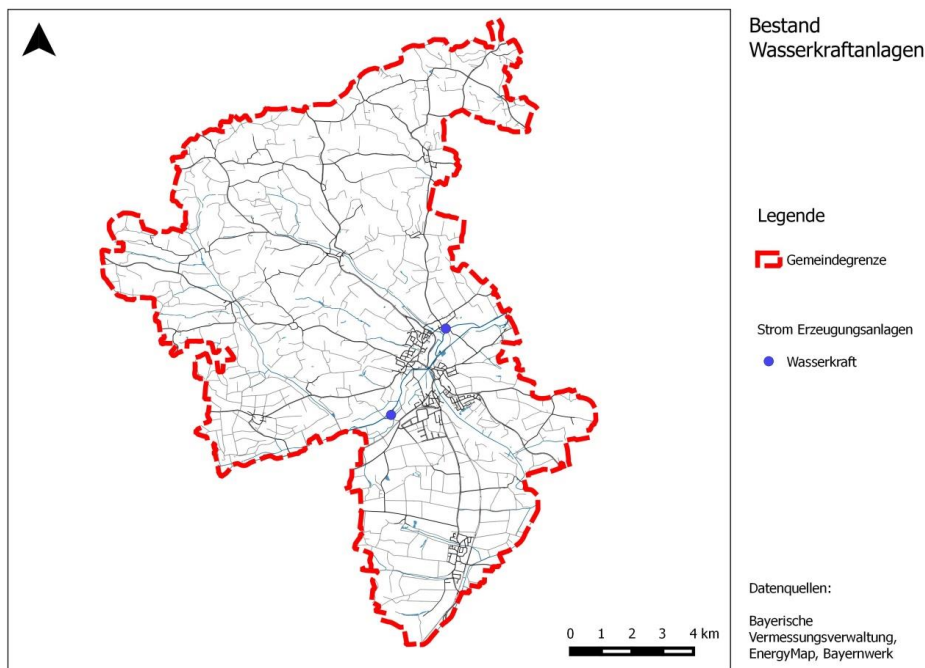 Bestand
Wasserkraftanlagen
Legende
Gemeindegrenze
Strom Erzeugungsanlagen
Wasserkraft
0 1 2 3 4 km
Datenquellen:
Bayerische
Vermessungsverwaltung,
EnergyMap, Bayernwerk